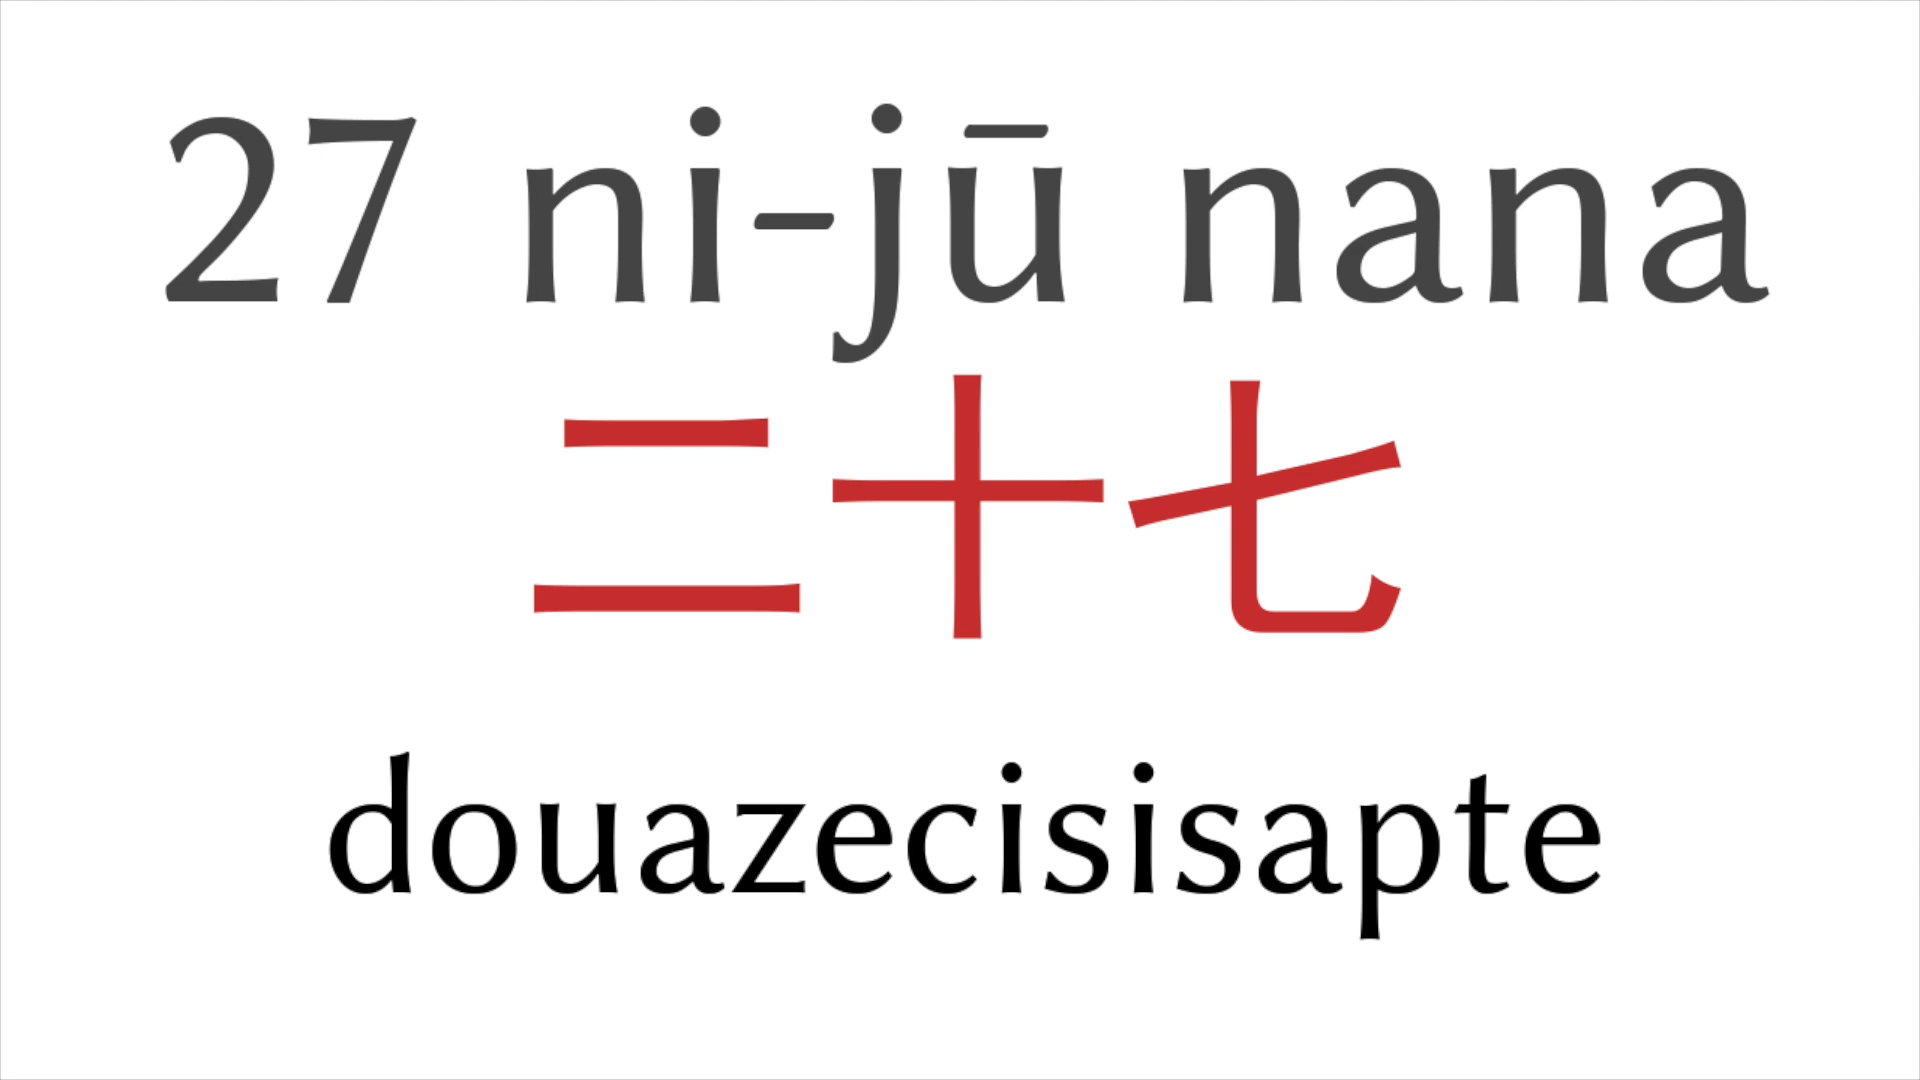 27 ni-jū nana
二十七
douazecisisapte